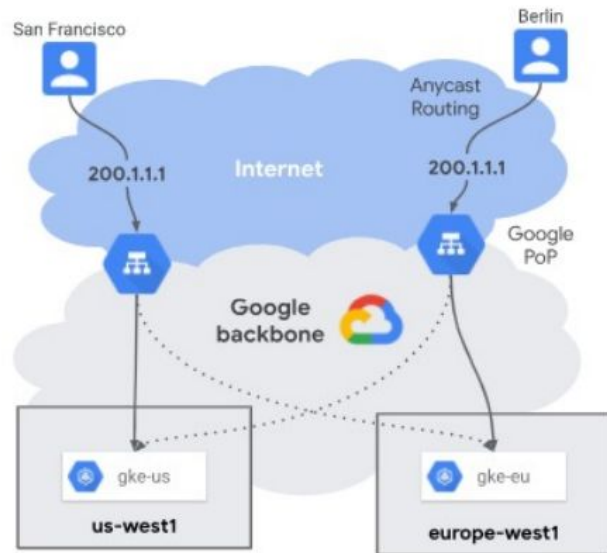 San Francisco
Berlin
Anycast
Routing
200.1.1.1
Internet
200.1.1.1
Google
PoP
Google
backbone
gke-us
gke-eu
us-west1
europe-west1